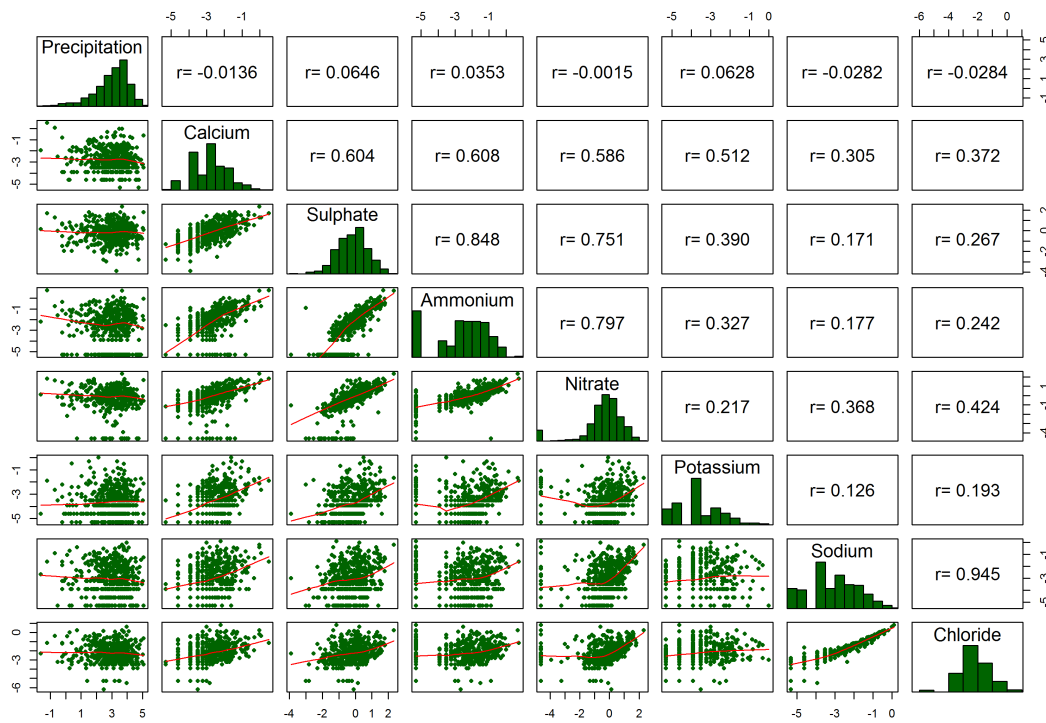 -5 -3 -1 -4 -2 0 2 -5 -3 -1 0 -6 -4 -2 0
Precipitation r= -0.0136 r= 0.0646 r= 0.0353 r= -0.0015 r= 0.0628 r= -0.0282 r= -0.0284 -1 1 3 5
-5 -3 -1 Calcium r= 0.604 r= 0.608 r= 0.586 r= 0.512 r= 0.305 r= 0.372
Sulphate r= 0.848 r= 0.751 r= 0.390 r= 0.171 r= 0.267 -4 -2 0 2
-5 -3 -1 Ammonium r= 0.797 r= 0.327 r= 0.177 r= 0.242
Nitrate r= 0.217 r= 0.368 r= 0.424 -4 -1 1
-5 -3 -1 Potassium r= 0.126 r= 0.193
Sodium r= 0.945 -5 -3 -1
-6 -4 -2 0 Chloride
-1 1 3 5 -4 -2 0 1 2 -4 -2 0 1 2 -5 -3 -1 0